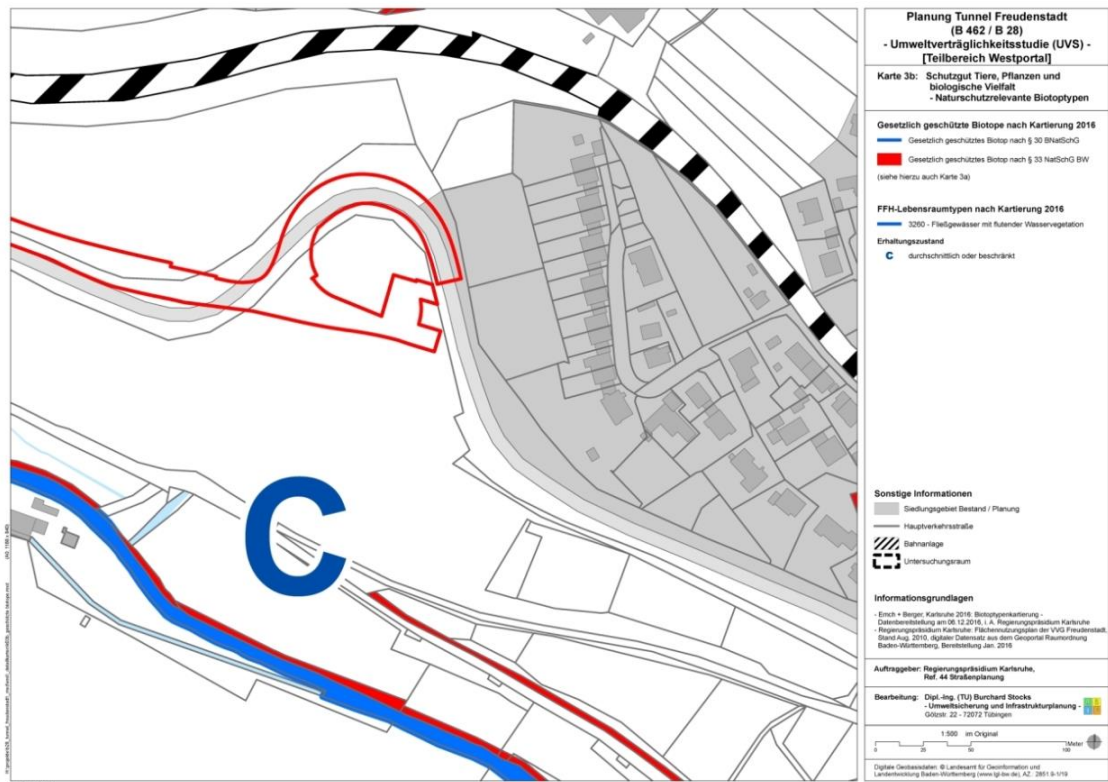 Planung Tunnel Freudenstadt
(B 462 / B 28)
- Umweltverträglichkeitsstudie (UVS) -
[Teilbereich Westportal]
Karte 3b: Schutzgut Tiere, Pflanzen und
biologische Vielfalt
- Naturschutzrelevante Biotoptypen
Gesetzlich geschützte Biotope nach Kartierung 2016
Gesetzlich geschütztes Biotop nach § 30 BNatSchG
Gesetzlich geschütztes Biotop nach § 33 NatSchG BW
(siehe hierzu auch Karte 3a)
FFH-Lebensraumtypen nach Kartierung 2016
3260 - Fließgewässer mit flutender Wasservegetation
Erhaltungszustand
C durchschnittlich oder beschränkt
C
Sonstige Informationen
Siedlungsgebiet Bestand / Planung
Hauptverkehrsstraße
Bahnanlage
Untersuchungsraum
Informationsgrundlagen
- Emch + Berger, Karlsruhe 2016: Biotoptypenkartierung -
Datenbereitstellung am 06.12.2016, i. A. Regierungspräsidium Karlsruhe
- Regierungspräsidium Karlsruhe: Flächennutzungsplan der VVG Freudenstadt,
Stand Aug. 2010, digitaler Datensatz aus dem Geoportal Raumordnung
Baden-Württemberg, Bereitstellung Jan. 2016
Auftraggeber: Regierungspräsidium Karlsruhe,
Ref. 44 Straßenplanung
Bearbeitung: Dipl.-Ing. (TU) Burchard Stocks
- Umweltsicherung und Infrastrukturplanung -
Gölzstr. 22 - 72072 Tübingen
1:500 im Original
0 25 50 100 Meter
Digitale Geobasisdaten: © Landesamt für Geoinformation und
Landentwicklung Baden-Württemberg (www.lgl-bw.de), AZ.: 2851.9-1/19